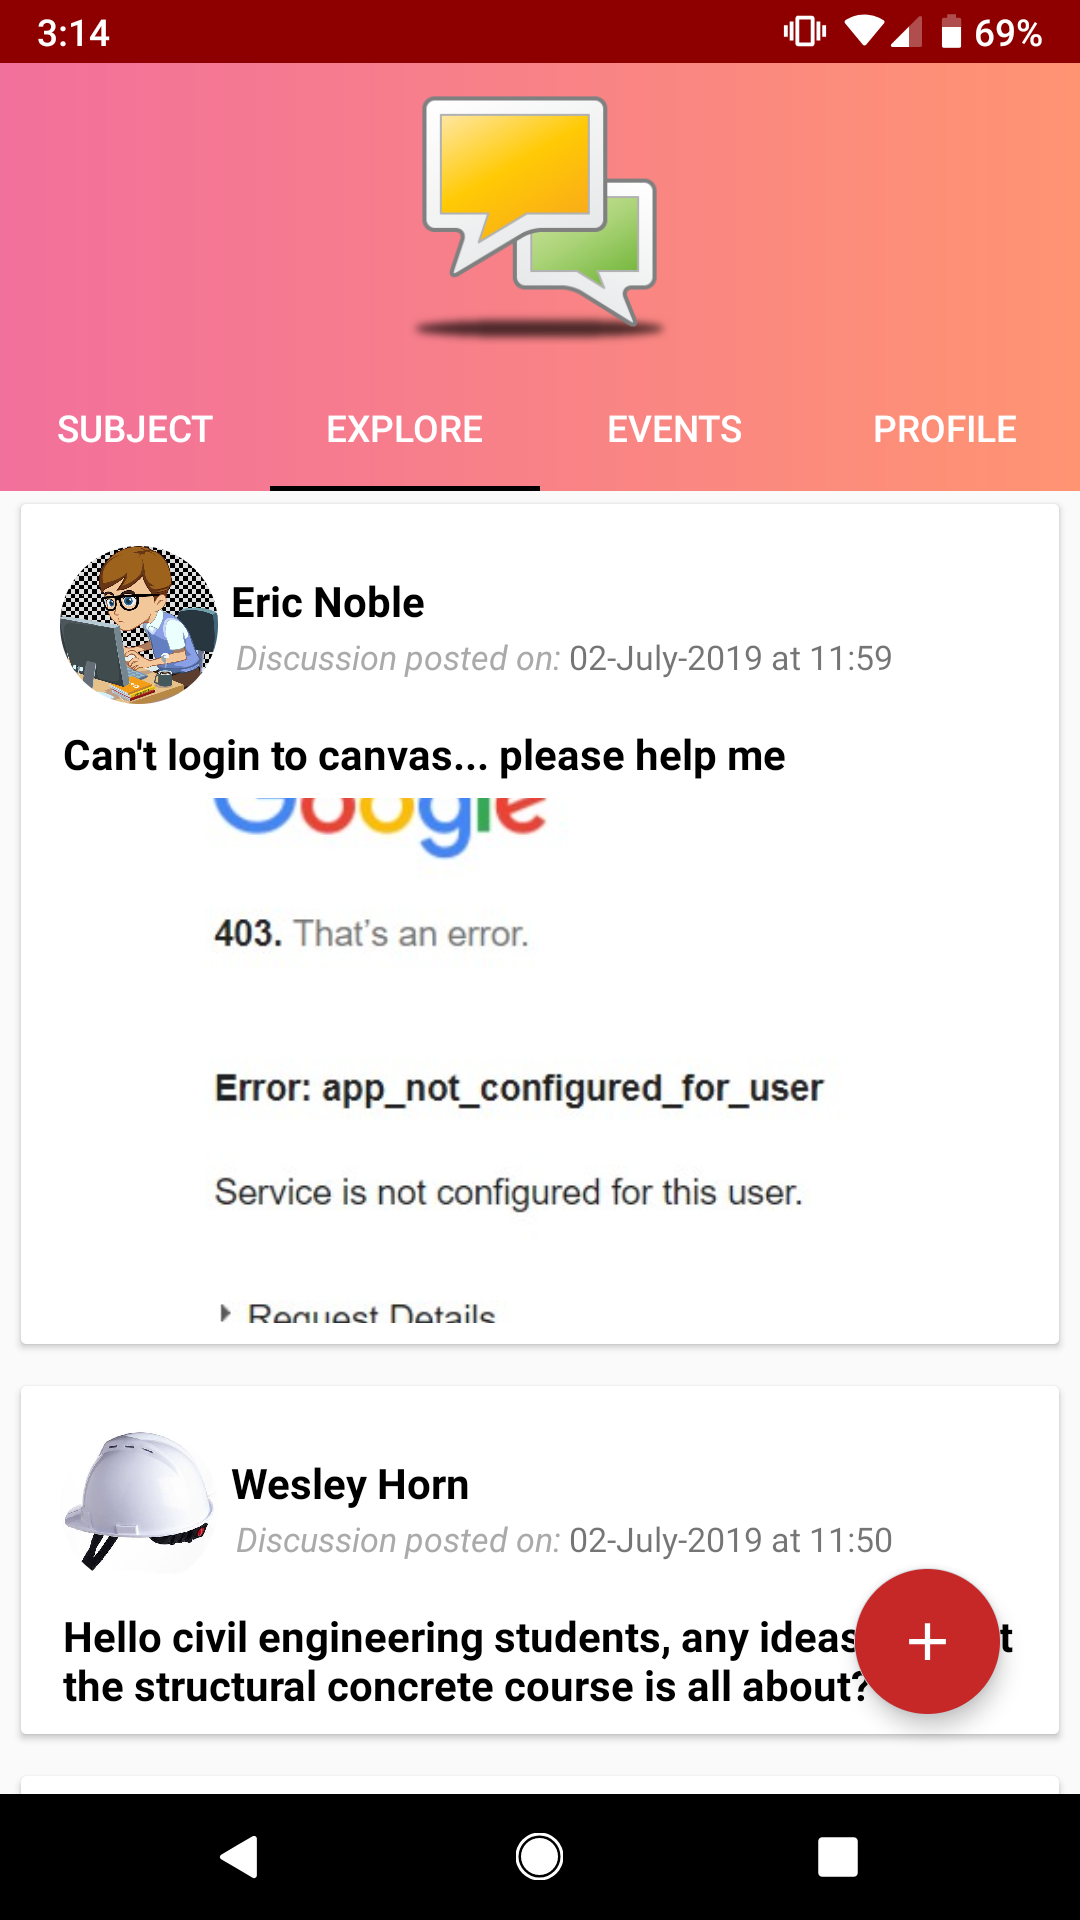 3:14
69%
SUBJECT
EXPLORE
EVENTS
PROFILE
Eric Noble
Discussion posted on: 02-July-2019 at 11:59
Can't login to canvas... please help me
Google
403. That's an error.
Error: app_not_configured_for_user
Service is not configured for this user.
Request Details
Wesley Horn
Discussion posted on: 02-July-2019 at 11:50
Hello civil engineering students, any ideas
the structural concrete course is all about?